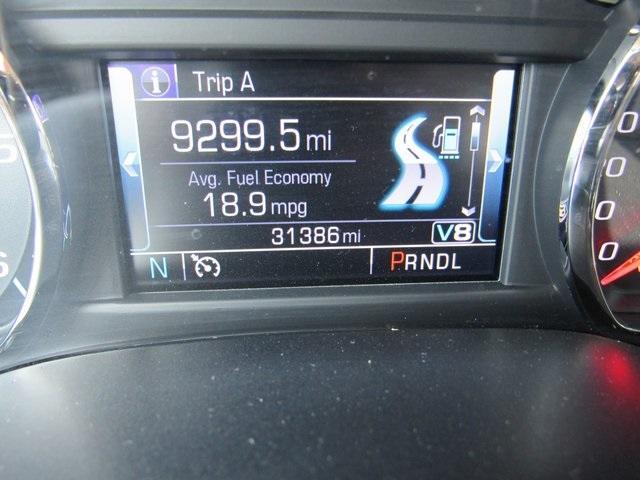 Trip A
9299.5 mi
Avg. Fuel Economy
18.9 mpg
31386 mi V8
N PRNDL